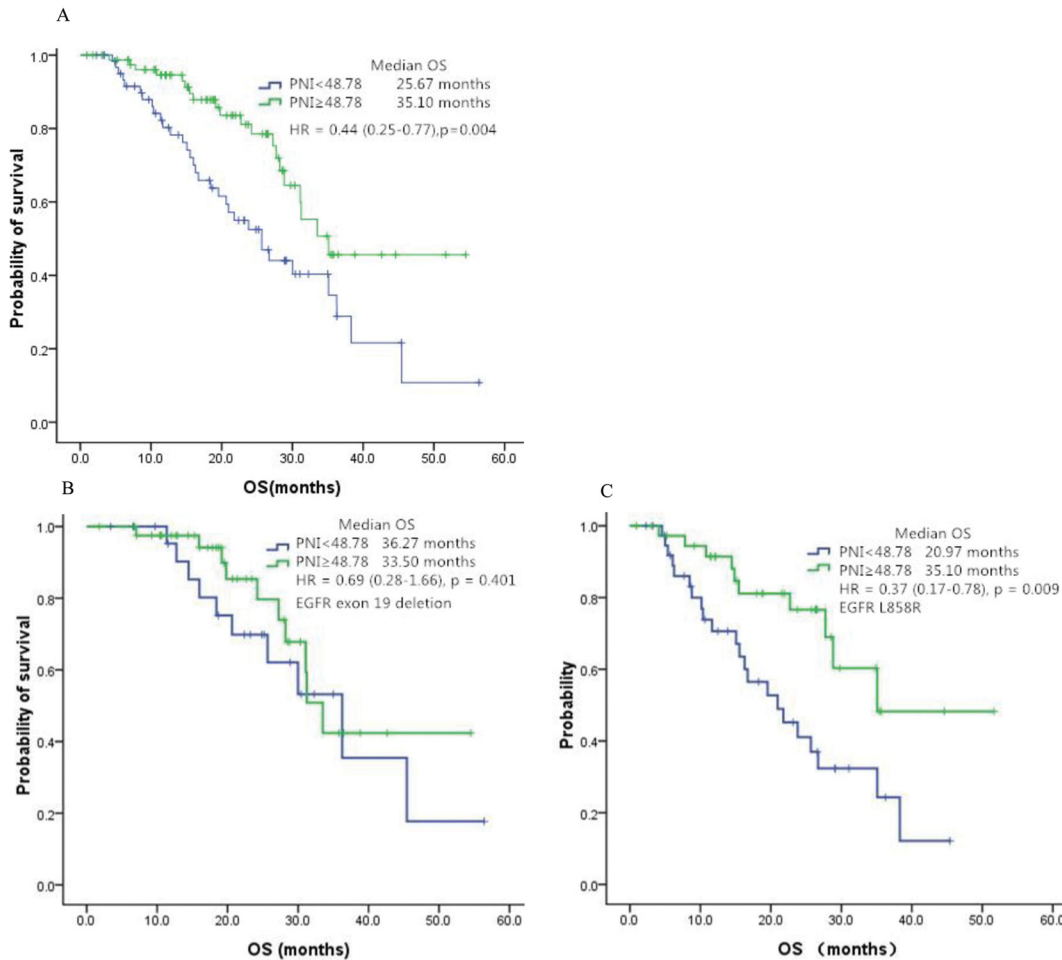 A
Median OS
PNI<48.78 25.67 months
PNI≥48.78 35.10 months
HR = 0.44 (0.25-0.77),p=0.004
Probability of survival
1.0
0.8
0.6
0.4
0.2
0.0
0.0 10.0 20.0 30.0 40.0 50.0 60.0
OS(months)
B
Median OS
PNI<48.78 36.27 months
PNI≥48.78 33.50 months
HR = 0.69 (0.28-1.66), p = 0.401
EGFR exon 19 deletion
Probability of survival
1.0
0.8
0.6
0.4
0.2
0.0
0.0 10.0 20.0 30.0 40.0 50.0 60.0
OS (months)
C
Median OS
PNI<48.78 20.97 months
PNI≥48.78 35.10 months
HR = 0.37 (0.17-0.78), p = 0.009
EGFR L858R
Probability
1.0
0.8
0.6
0.4
0.2
0.0
0.0 10.0 20.0 30.0 40.0 50.0 60.0
OS （months）